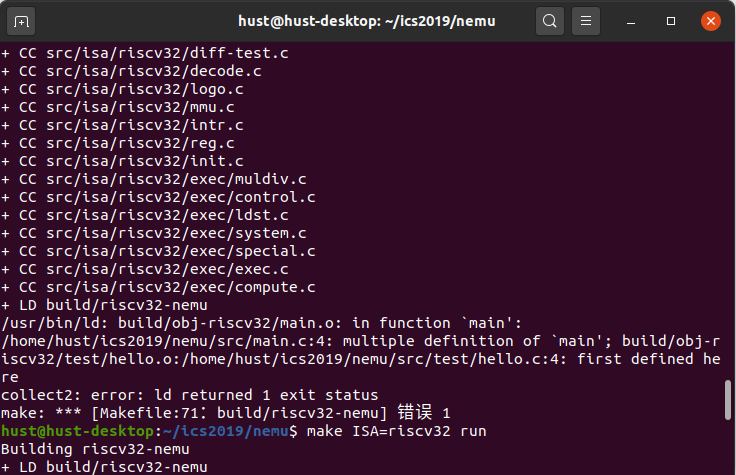 hust@hust-desktop: ~/ics2019/nemu
+ CC src/isa/riscv32/diff-test.c
+ CC src/isa/riscv32/decode.c
+ CC src/isa/riscv32/logo.c
+ CC src/isa/riscv32/mmu.c
+ CC src/isa/riscv32/intr.c
+ CC src/isa/riscv32/reg.c
+ CC src/isa/riscv32/init.c
+ CC src/isa/riscv32/exec/muldiv.c
+ CC src/isa/riscv32/exec/control.c
+ CC src/isa/riscv32/exec/ldst.c
+ CC src/isa/riscv32/exec/system.c
+ CC src/isa/riscv32/exec/special.c
+ CC src/isa/riscv32/exec/exec.c
+ CC src/isa/riscv32/exec/compute.c
+ LD build/riscv32-nemu
/usr/bin/ld: build/obj-riscv32/main.o: in function `main':
/home/hust/ics2019/nemu/src/main.c:4: multiple definition of `main'; build/obj-r
iscv32/test/hello.o:/home/hust/ics2019/nemu/src/test/hello.c:4: first defined he
re
collect2: error: ld returned 1 exit status
make: *** [Makefile:71：build/riscv32-nemu] 错误 1
hust@hust-desktop:~/ics2019/nemu$ make ISA=riscv32 run
Building riscv32-nemu
+ LD build/riscv32-nemu